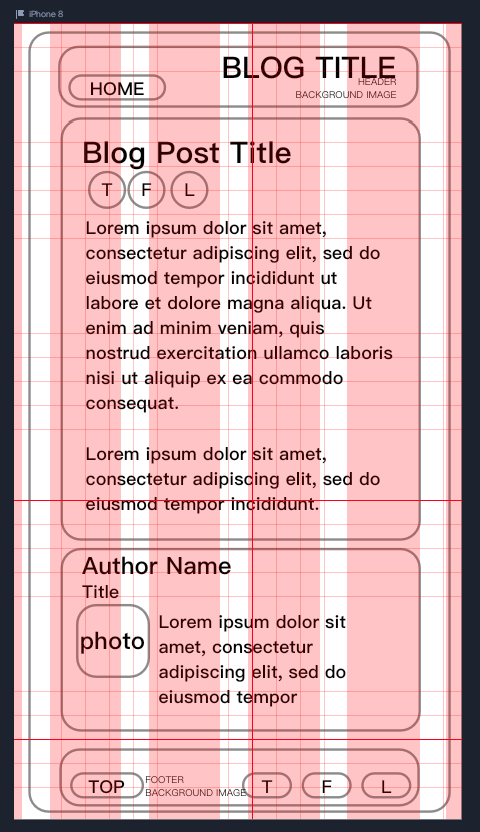 iPhone 8
BLOG TITLE
HOME
HEADER
BACKGROUND IMAGE
Blog Post Title
T F L
Lorem ipsum dolor sit amet,
consectetur adipiscing elit, sed do
eiusmod tempor incididunt ut
labore et dolore magna aliqua. Ut
enim ad minim veniam, quis
nostrud exercitation ullamco laboris
nisi ut aliquip ex ea commodo
consequat.
Lorem ipsum dolor sit amet,
consectetur adipiscing elit, sed do
eiusmod tempor incididunt.
Author Name
Title
photo
Lorem ipsum dolor sit
amet, consectetur
adipiscing elit, sed do
eiusmod tempor
TOP
FOOTER
BACKGROUND IMAGE
T F L